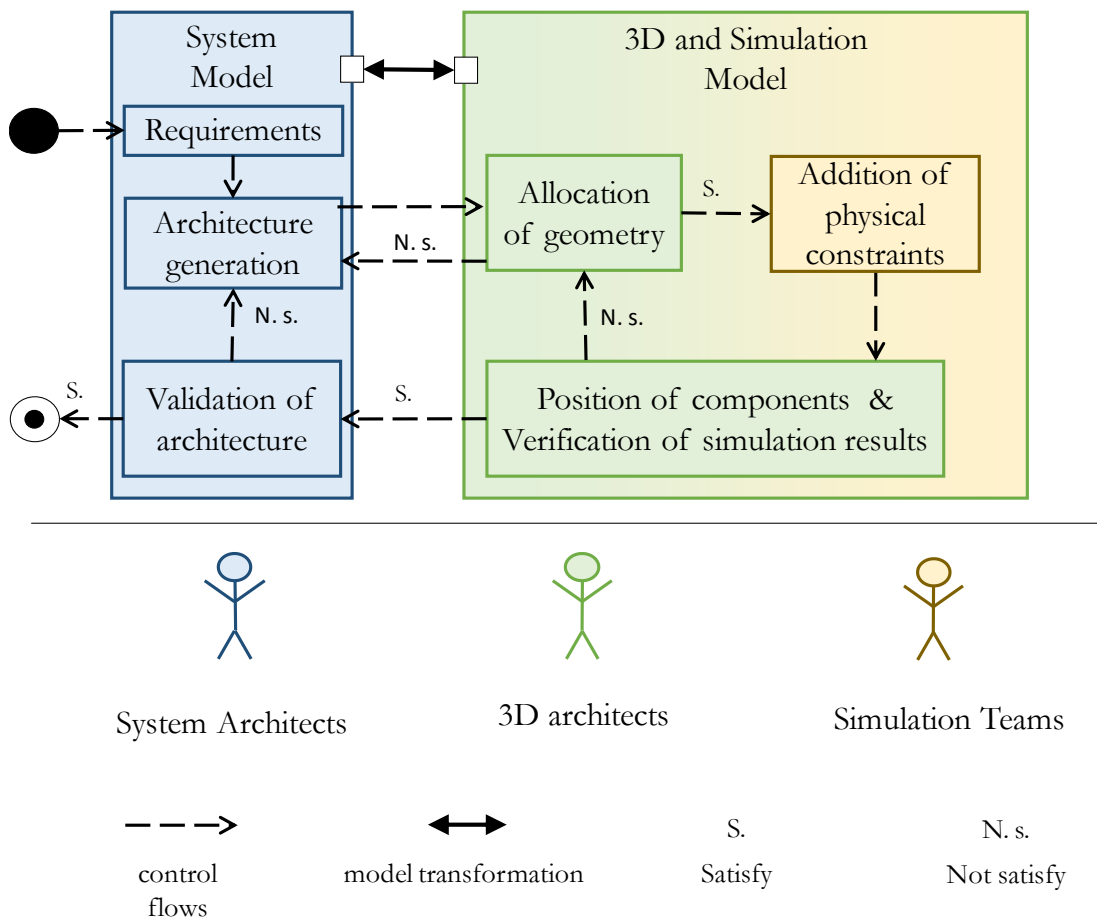 System
Model
3D and Simulation
Model
Requirements
Architecture
generation
N. s.
Allocation
of geometry
S.
Addition of
physical
constraints
N. s.
N. s.
S.
Validation of
architecture
S.
Position of components &
Verification of simulation results
System Architects
3D architects
Simulation Teams
control
flows
model transformation
S.
Satisfy
N. s.
Not satisfy